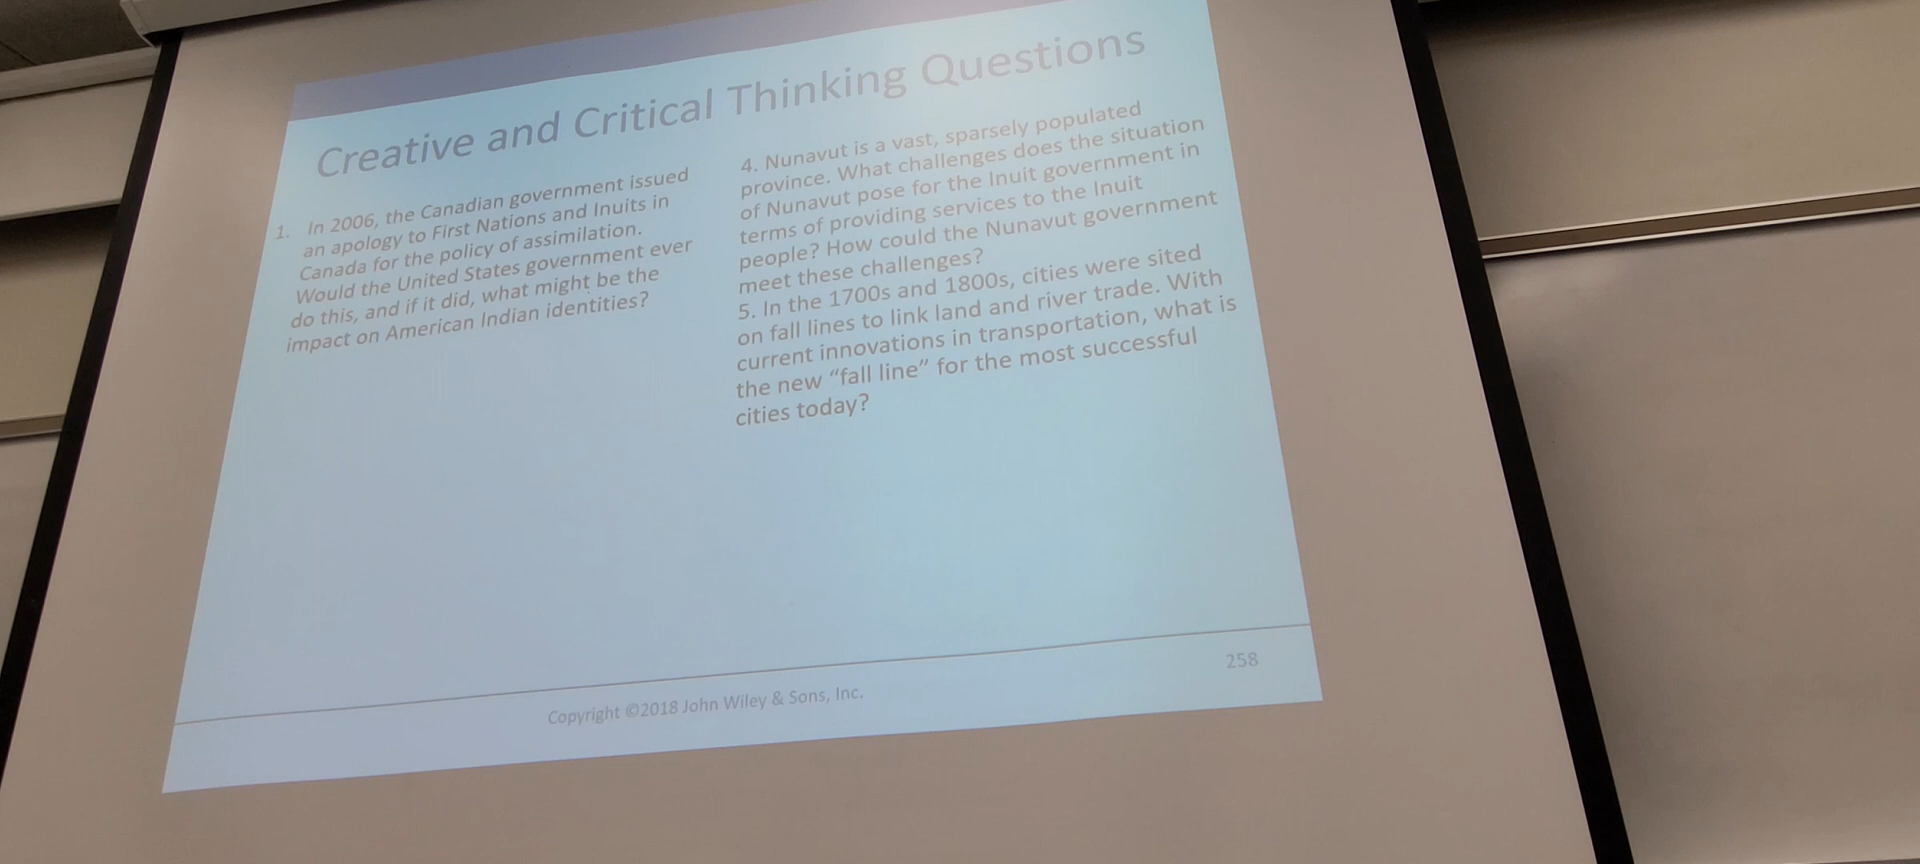 Creative and Critical Thinking Questions
1. In 2006, the Canadian government issued
an apology to First Nations and Inuits in
Canada for the policy of assimilation.
Would the United States government ever
do this, and if it did, what might be the
impact on American Indian identities?
4. Nunavut is a vast, sparsely populated
province. What challenges does the situation
of Nunavut pose for the Inuit government in
terms of providing services to the Inuit
people? How could the Nunavut government
meet these challenges?
5. In the 1700s and 1800s, cities were sited
on fall lines to link land and river trade. With
current innovations in transportation, what is
the new “fall line” for the most successful
cities today?
Copyright ©2018 John Wiley & Sons, Inc.
258